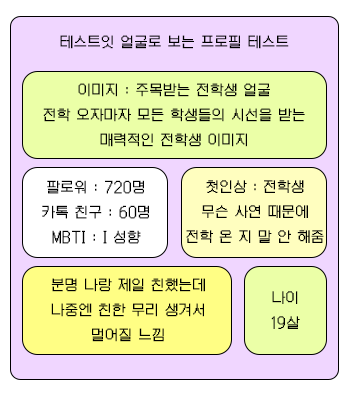 테스트잇 얼굴로 보는 프로필 테스트
이미지 : 주목받는 전학생 얼굴
전학 오자마자 모든 학생들의 시선을 받는
매력적인 전학생 이미지
팔로워 : 720명
카톡 친구 : 60명
MBTI : I 성향
첫인상 : 전학생
무슨 사연 때문에
전학 온 지 말 안 해줌
분명 나랑 제일 친했는데
나중엔 친한 무리 생겨서
멀어질 느낌
나이
19살